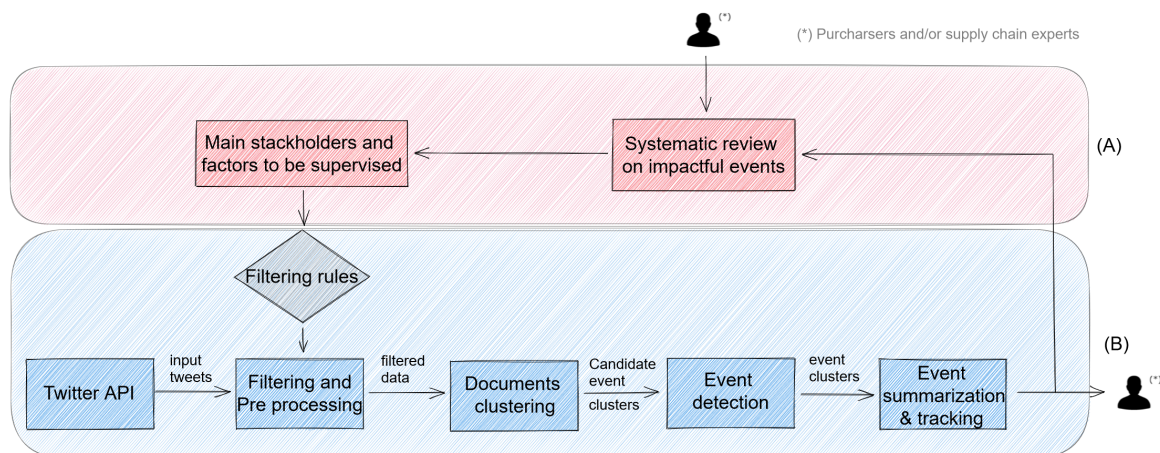 (*)
(*) Purcharsers and/or supply chain experts
Main stackholders and
factors to be supervised
Systematic review
on impactful events
(A)
Filtering rules
(B)
Twitter API
input
tweets
Filtering and
Pre processing
filtered
data
Documents
clustering
Candidate
event
clusters
Event
detection
event
clusters
Event
summarization
& tracking
(*)